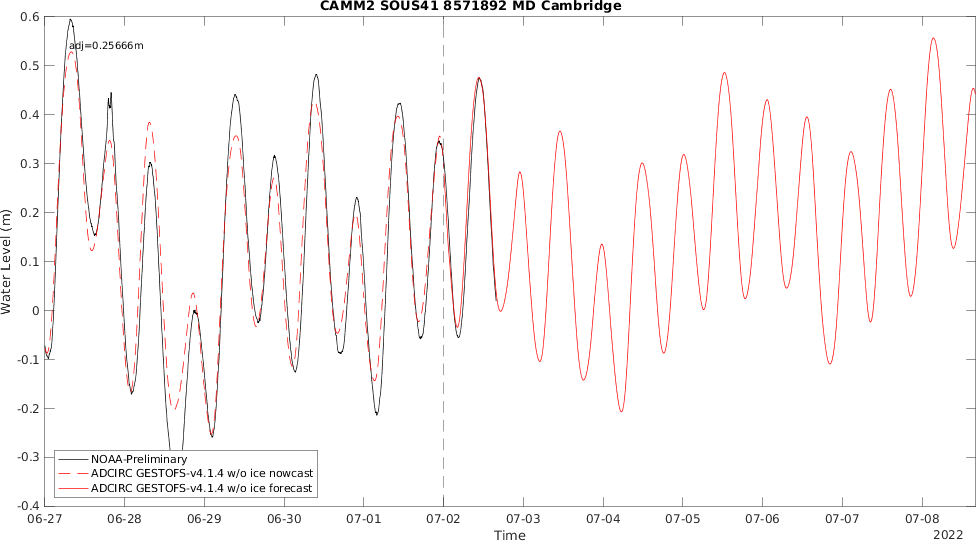 CAMM2 SOUS41 8571892 MD Cambridge
adj=0.25666m
0.6
0.5
0.4
0.3
0.2
0.1
0
-0.1
-0.2
-0.3
-0.4
Water Level (m)
NOAA-Preliminary
ADCIRC GESTOFS-v4.1.4 w/o ice nowcast
ADCIRC GESTOFS-v4.1.4 w/o ice forecast
06-27 06-28 06-29 06-30 07-01 07-02 07-03 07-04 07-05 07-06 07-07 07-08
Time
2022